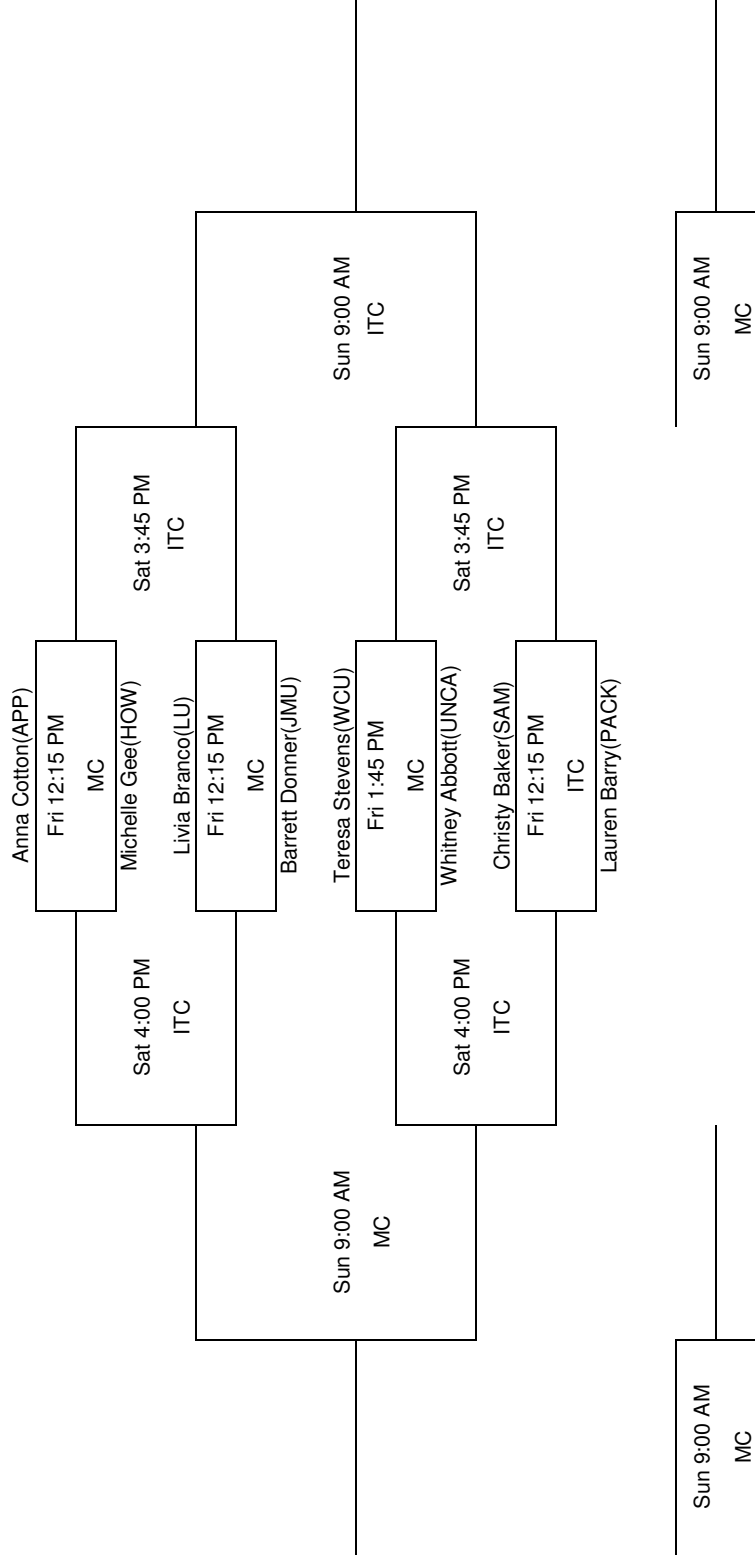 Anna Cotton(APP)
Fri 12:15 PM
MC
Michelle Gee(HOW)
Livia Branco(LU)
Fri 12:15 PM
MC
Barrett Donner(JMU)
Teresa Stevens(WCU)
Fri 1:45 PM
MC
Whitney Abbott(UNCA)
Christy Baker(SAM)
Fri 12:15 PM
ITC
Lauren Barry(PACK)
Sat 3:45 PM
ITC
Sat 3:45 PM
ITC
Sun 9:00 AM
ITC
Sun 9:00 AM
MC
Sat 4:00 PM
ITC
Sat 4:00 PM
ITC
Sun 9:00 AM
MC
Sun 9:00 AM
MC